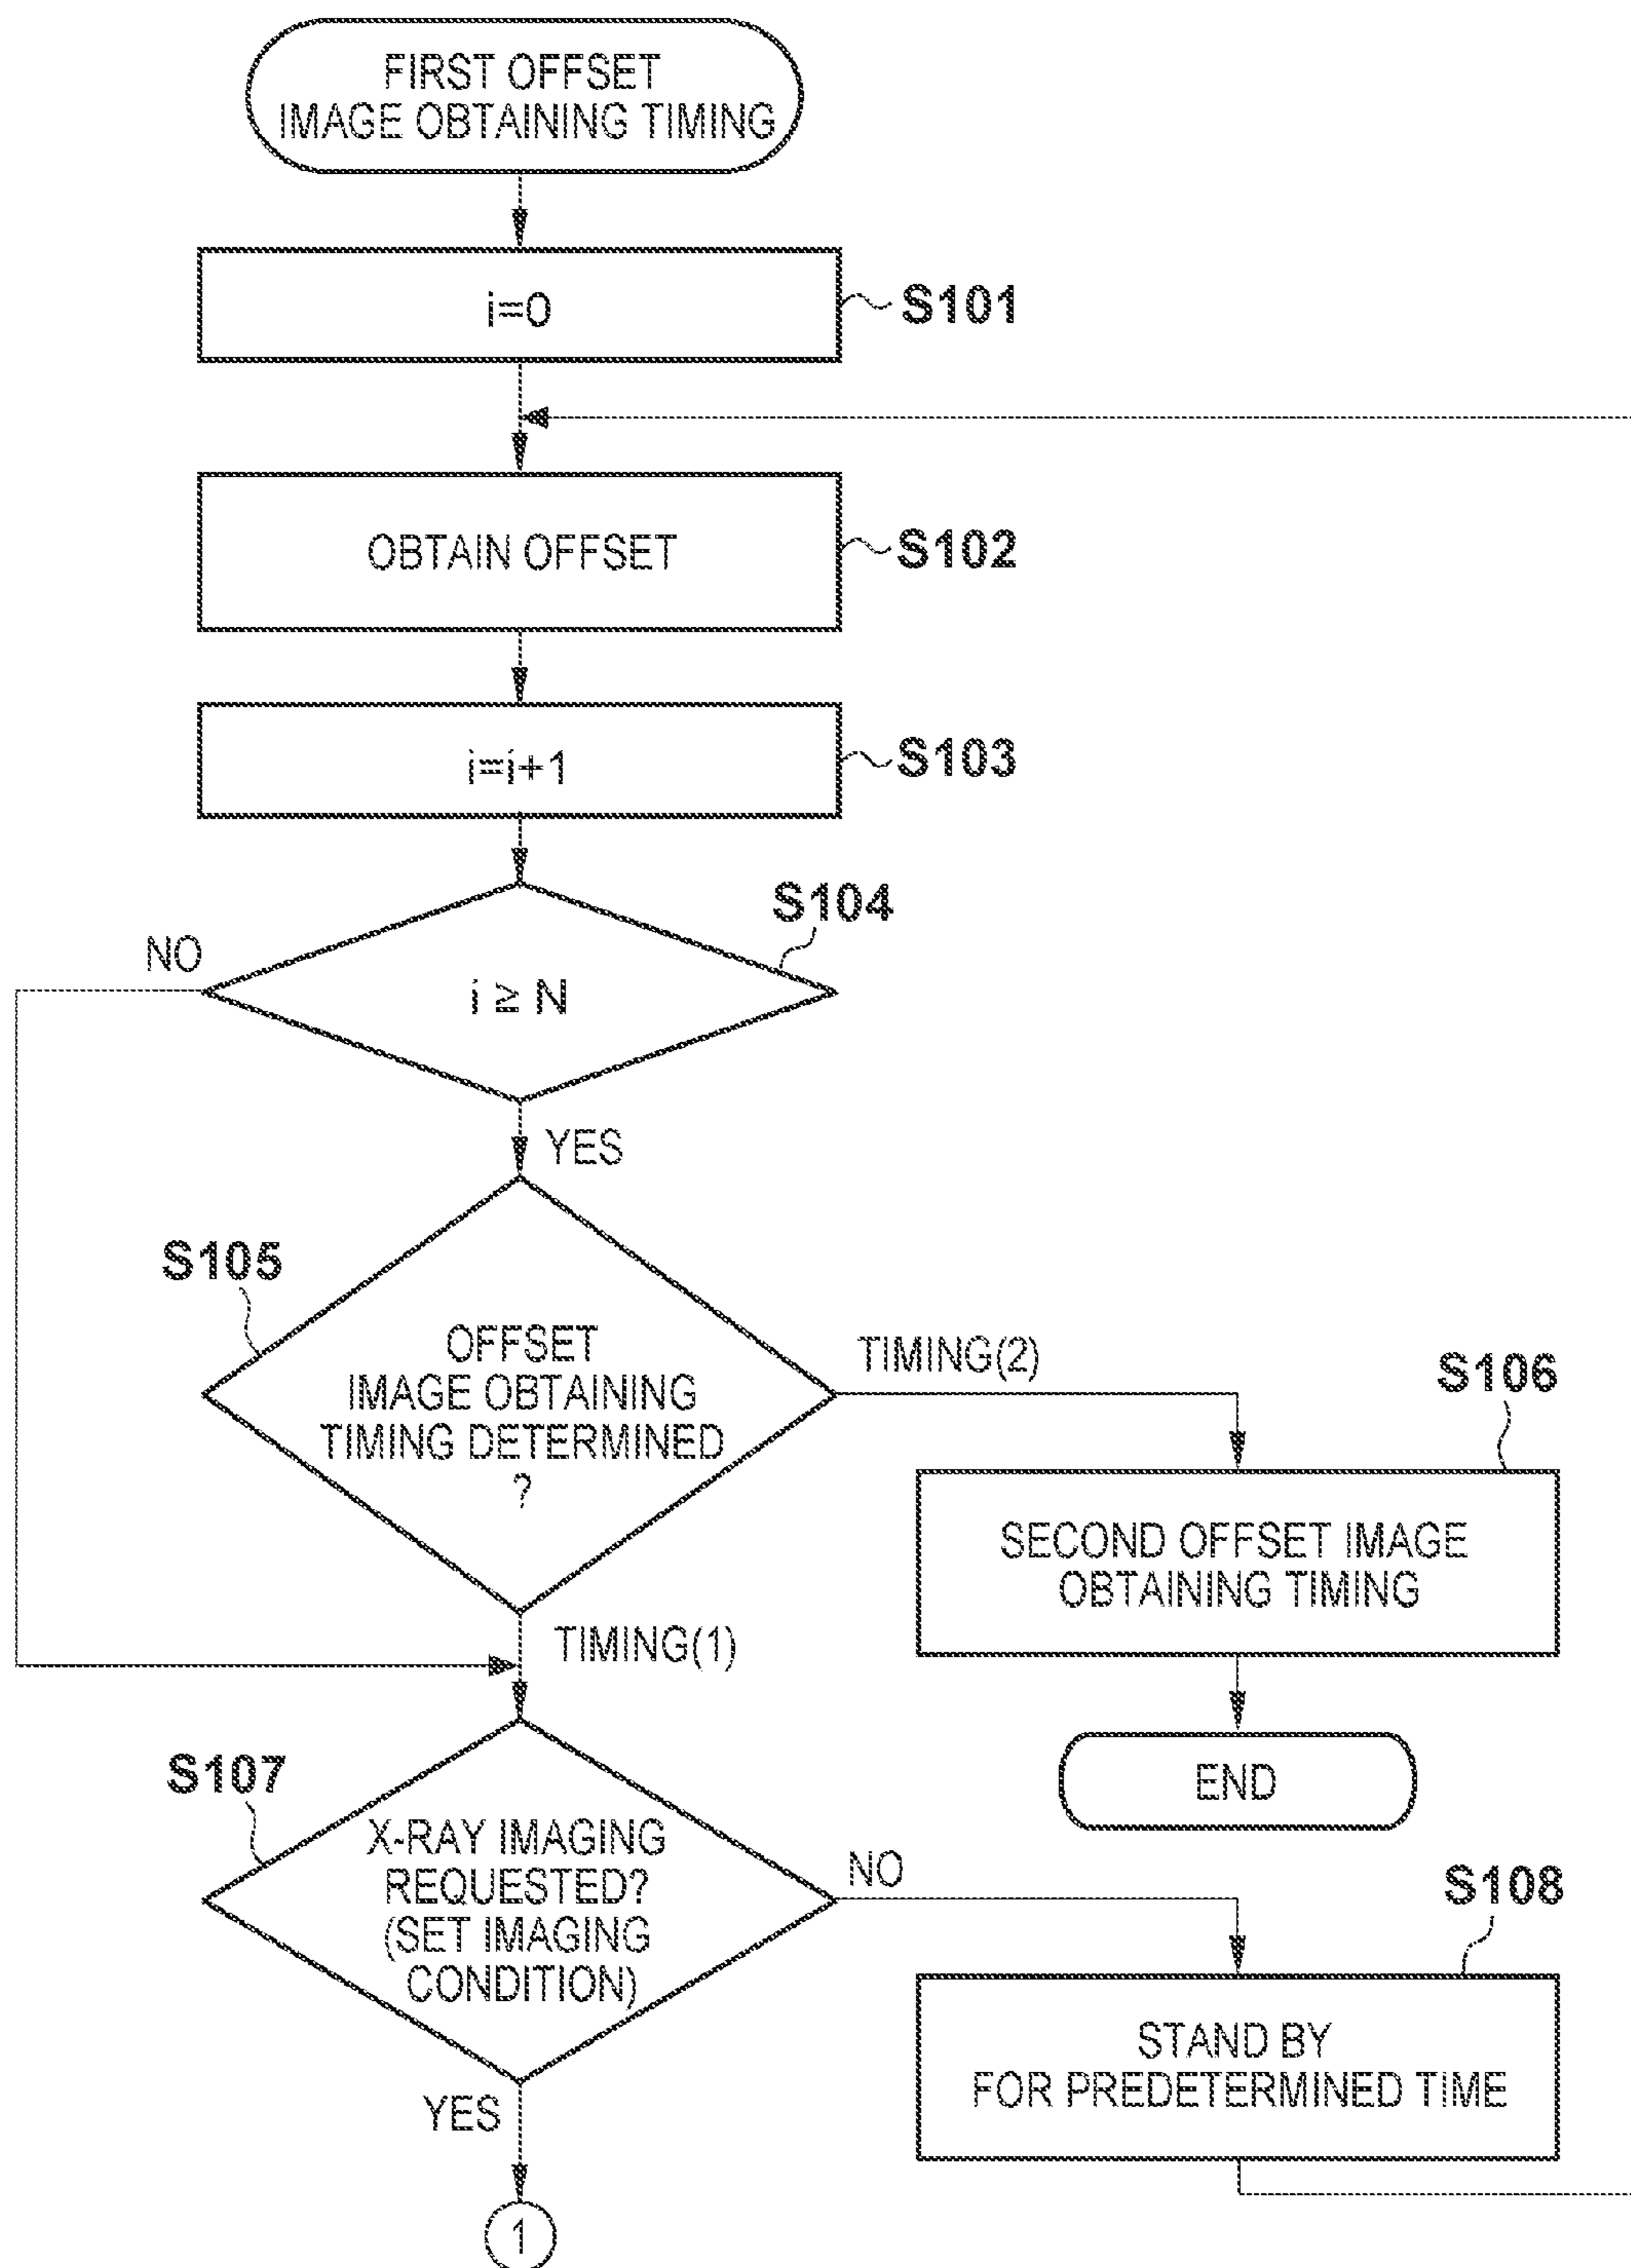 FIRST OFFSET
IMAGE OBTAINING TIMING
i=0
S101
OBTAIN OFFSET
S102
i=i+1
S103
S104
NO
i ≥ N
YES
S105
OFFSET
IMAGE OBTAINING
TIMING DETERMINED
?
TIMING(2)
S106
SECOND OFFSET IMAGE
OBTAINING TIMING
TIMING(1)
END
S107
X-RAY IMAGING
REQUESTED?
(SET IMAGING
CONDITION)
NO
S108
STAND BY
FOR PREDETERMINED TIME
YES
1